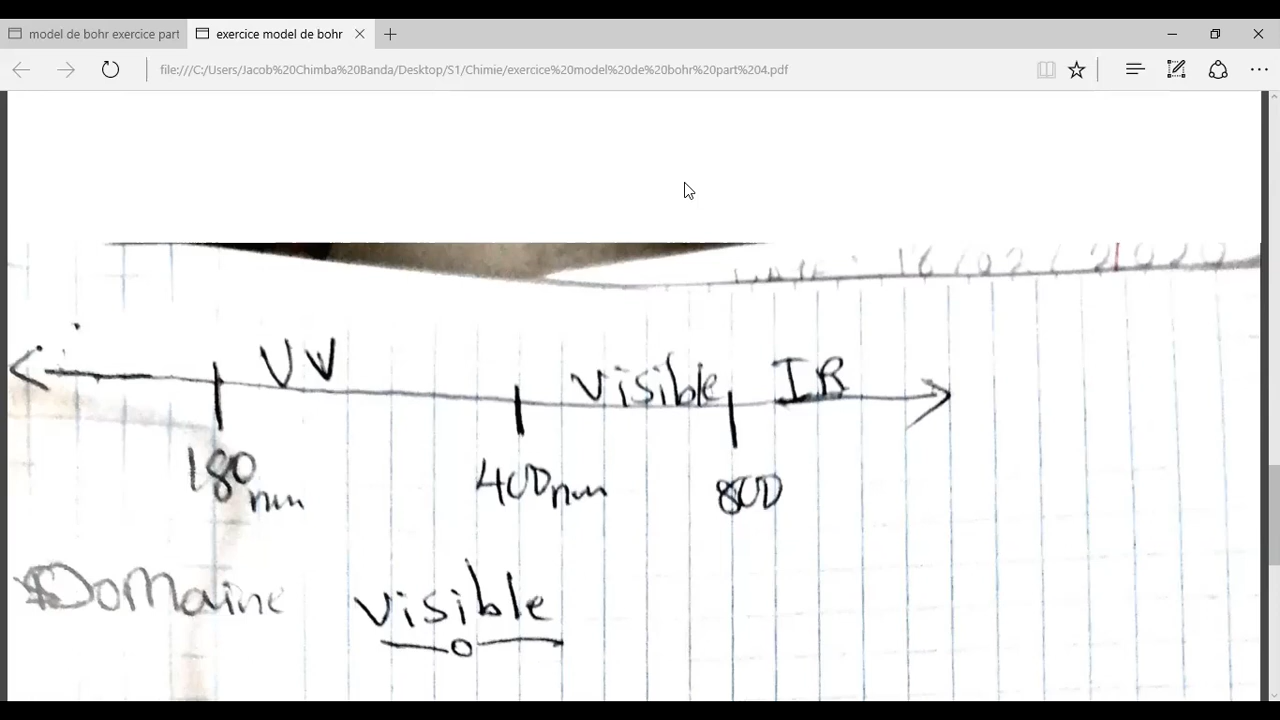 model de bohr exercice part
exercice model de bohr
file:///C:/Users/Jacob%20Chimba%20Banda/Desktop/S1/Chimie/exercice%20model%20de%20bohr%20part%204.pdf
UV visible IR
180nm 400nm 800
Domaine visible